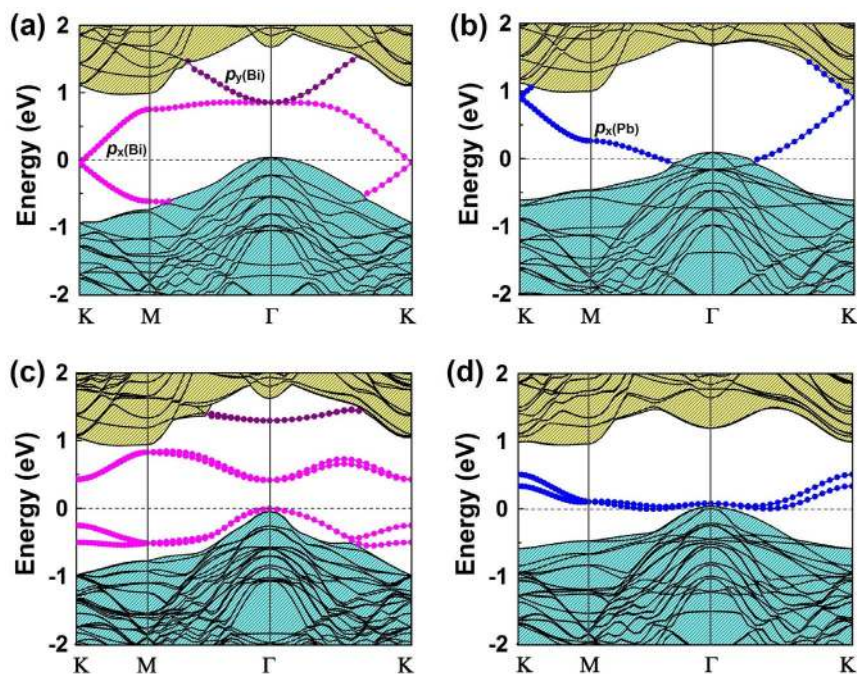 (a)
2
1
0
-1
-2
Energy (eV)
py(Bi)
px(Bi)
K M Γ K
(b)
2
1
0
-1
-2
Energy (eV)
px(Pb)
K M Γ K
(c)
2
1
0
-1
-2
Energy (eV)
K M Γ K
(d)
2
1
0
-1
-2
Energy (eV)
K M Γ K